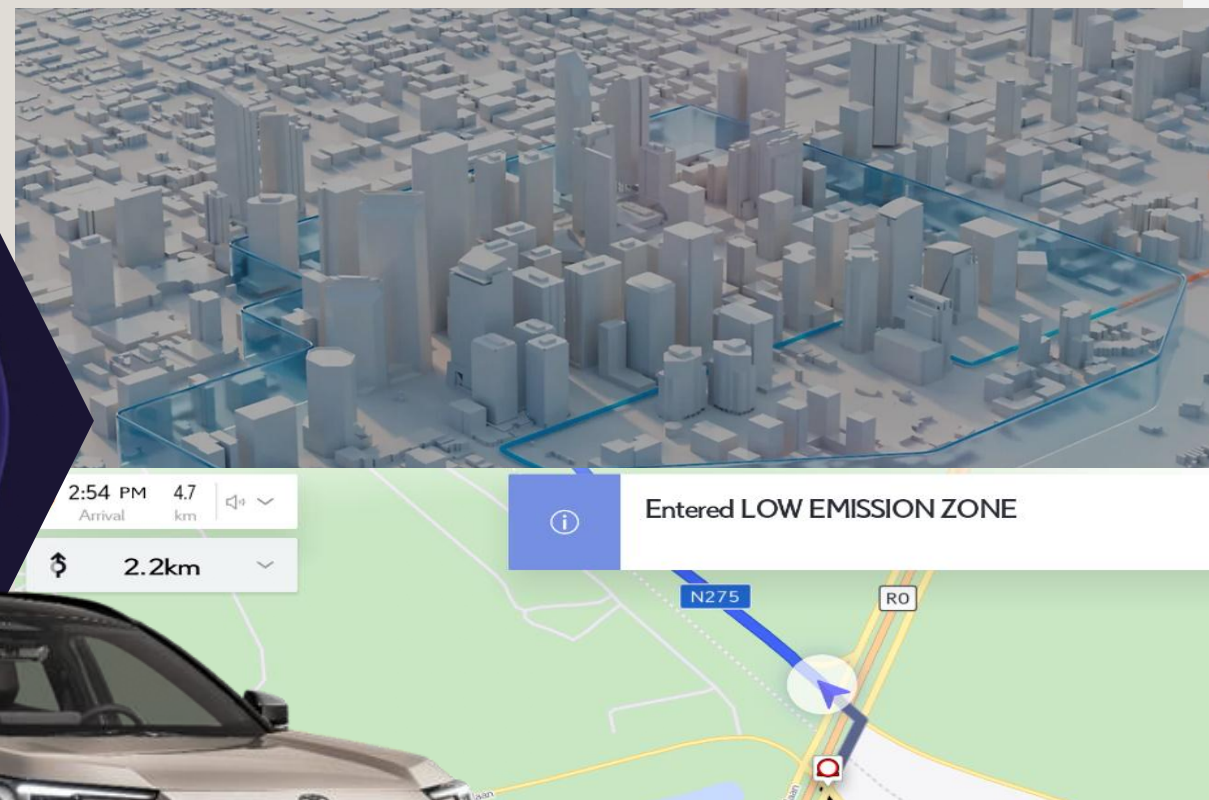 2:54 PM 4.7
Arrival km
2.2km
Entered LOW EMISSION ZONE
N275
R0